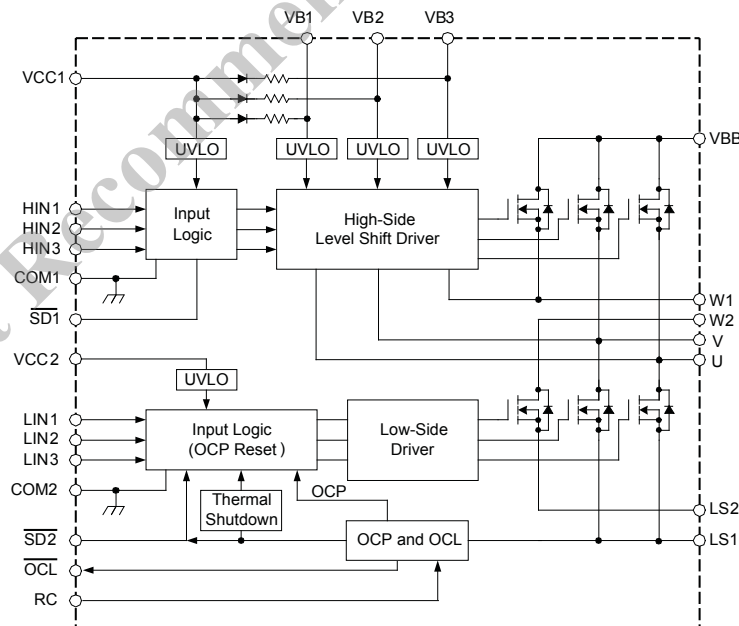 VB1 VB2 VB3
VCC1
VBB
UVLO UVLO UVLO UVLO
HIN1
HIN2
HIN3
Input
Logic
High-Side
Level Shift Driver
COM1
SD1
W1
W2
V
U
VCC2
UVLO
LIN1
LIN2
LIN3
Input Logic
(OCP Reset)
Low-Side
Driver
COM2
OCP
Thermal
Shutdown
LS2
SD2
OCP and OCL
LS1
OCL
RC